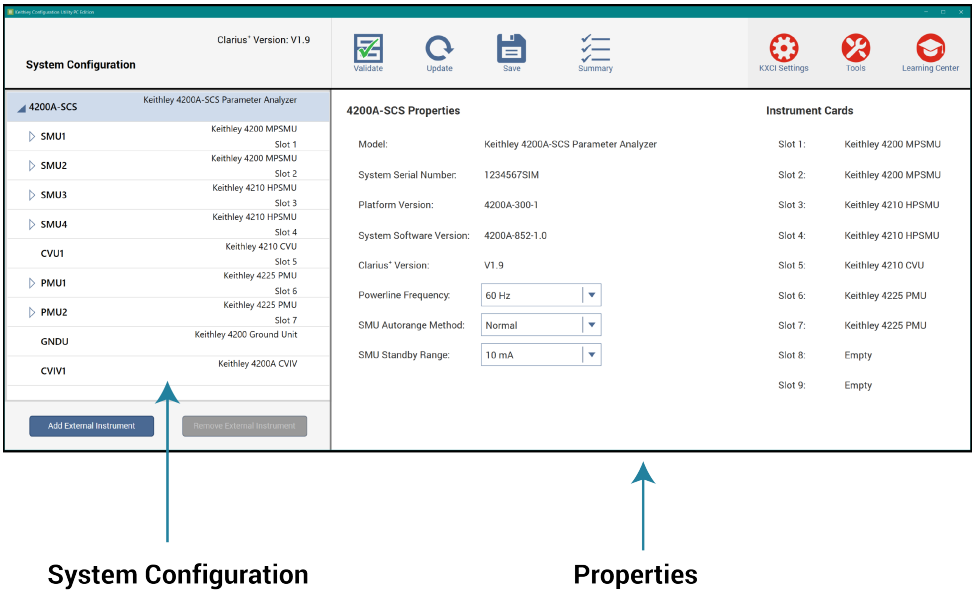 Keithley Configuration Utility PC Edition
Clarius+ Version: V1.9
System Configuration
Validate
Update
Save
Summary
KXCI Settings
Tools
Learning Center
4200A-SCS
Keithley 4200A-SCS Parameter Analyzer
SMU1
Keithley 4200 MPSMU
Slot 1
SMU2
Keithley 4200 MPSMU
Slot 2
SMU3
Keithley 4210 HPSMU
Slot 3
SMU4
Keithley 4210 HPSMU
Slot 4
CVU1
Keithley 4210 CVU
Slot 5
PMU1
Keithley 4225 PMU
Slot 6
PMU2
Keithley 4225 PMU
Slot 7
GNDU
Keithley 4200 Ground Unit
CVIV1
Keithley 4200A CVIV
Add External Instrument
Remove External Instrument
4200A-SCS Properties
Model: Keithley 4200A-SCS Parameter Analyzer
System Serial Number: 1234567SIM
Platform Version: 4200A-300-1
System Software Version: 4200A-852-1.0
Clarius+ Version: V1.9
Powerline Frequency: 60 Hz
SMU Autorange Method: Normal
SMU Standby Range: 10 mA
Instrument Cards
Slot 1: Keithley 4200 MPSMU
Slot 2: Keithley 4200 MPSMU
Slot 3: Keithley 4210 HPSMU
Slot 4: Keithley 4210 HPSMU
Slot 5: Keithley 4210 CVU
Slot 6: Keithley 4225 PMU
Slot 7: Keithley 4225 PMU
Slot 8: Empty
Slot 9: Empty
System Configuration
Properties